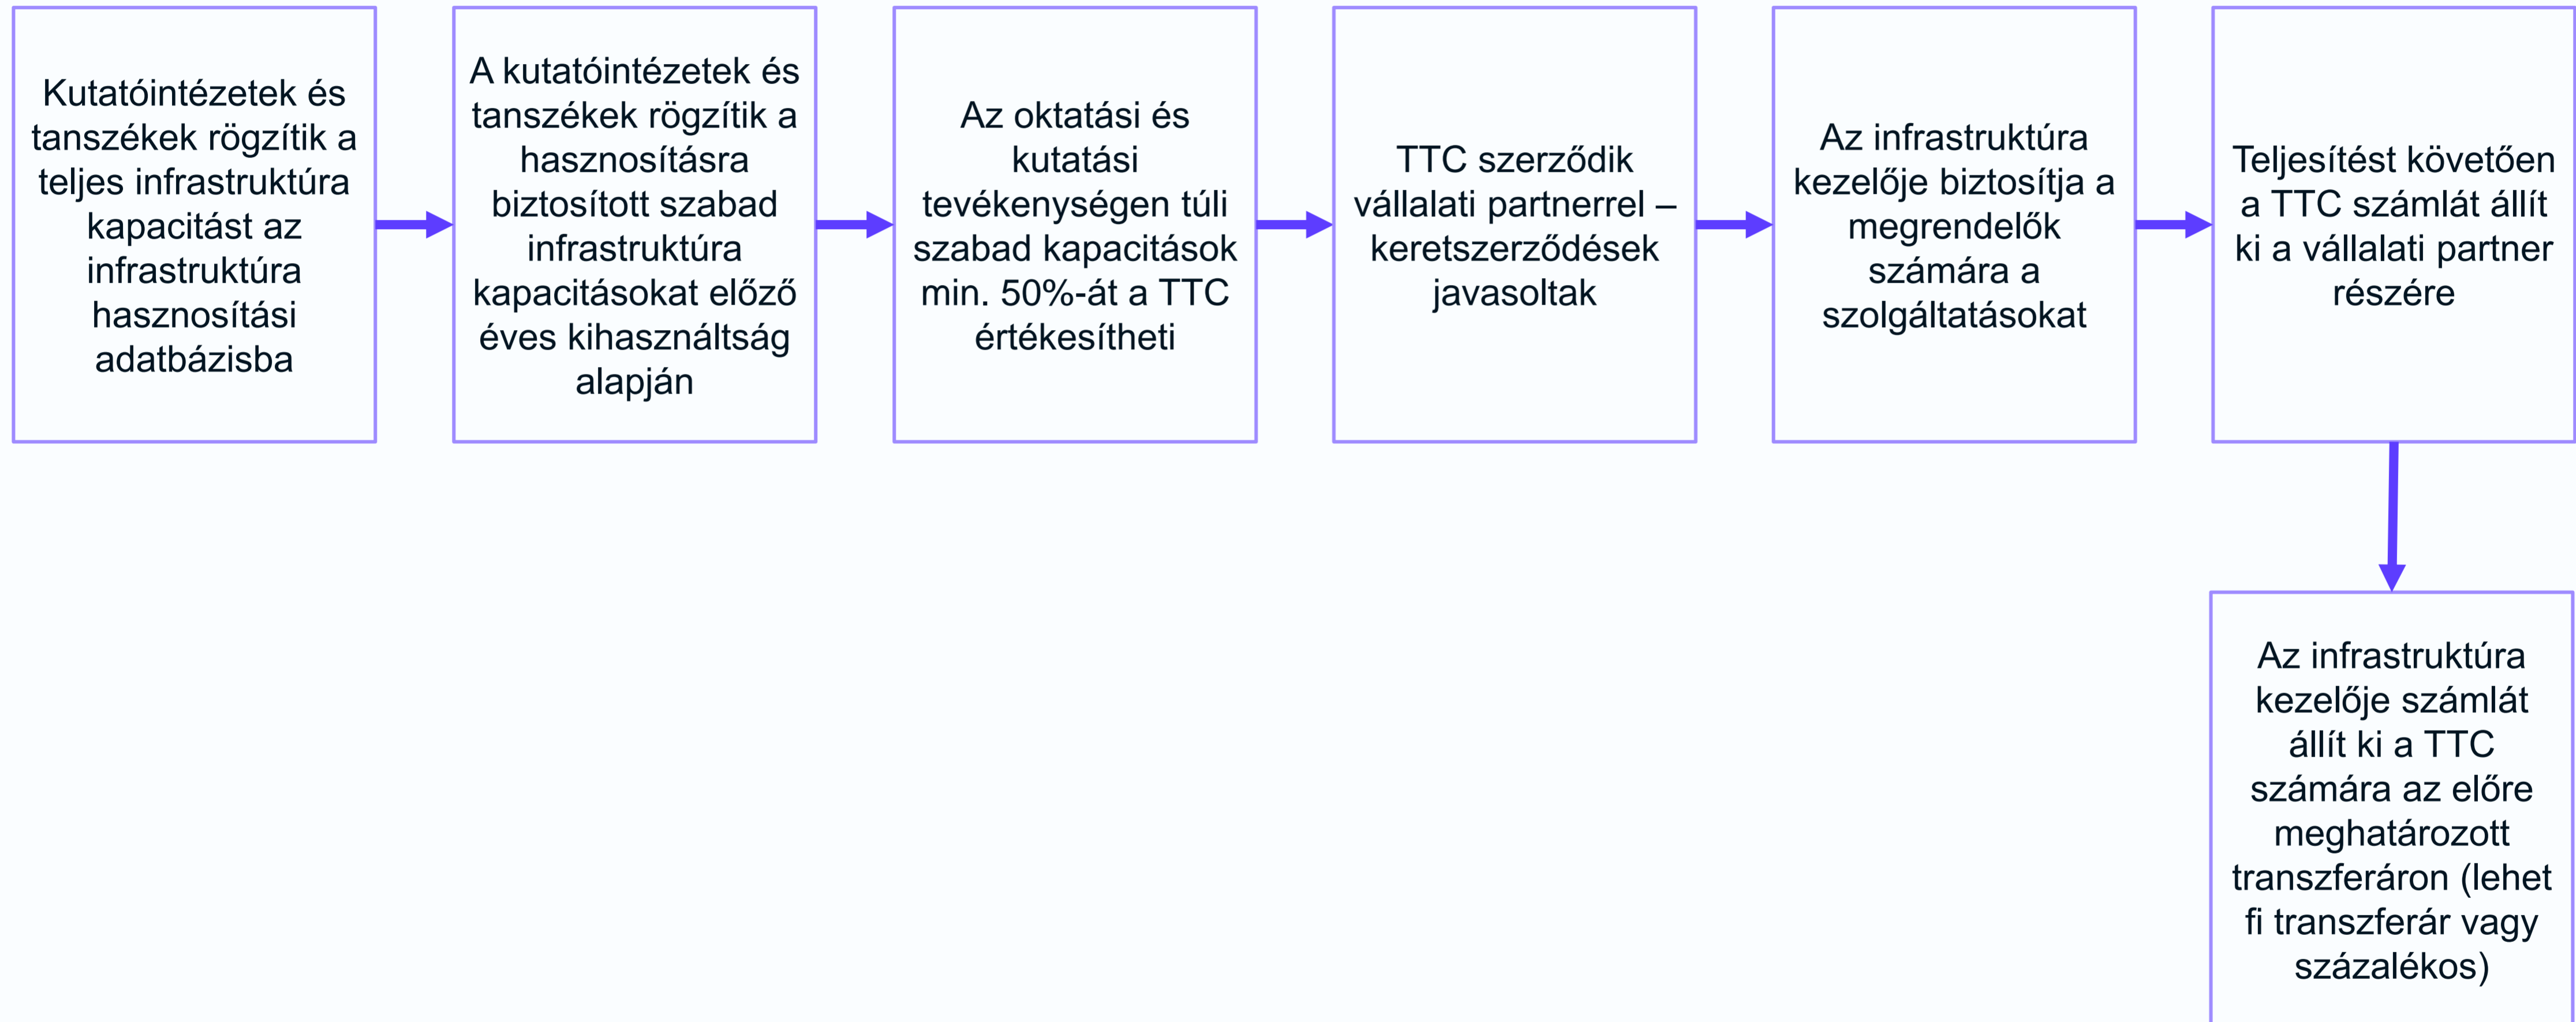 Kutatóintézetek és
tanszékek rögzítik a
teljes infrastruktúra
kapacitást az
infrastruktúra
hasznosítási
adatbázisba
A kutatóintézetek és
tanszékek rögzítik a
hasznosításra
biztosított szabad
infrastruktúra
kapacitásokat előző
éves kihasználtság
alapján
Az oktatási és
kutatási
tevékenységen túli
szabad kapacitások
min. 50%-át a TTC
értékesítheti
TTC szerződik
vállalati partnerrel –
keretszerződések
javasoltak
Az infrastruktúra
kezelője biztosítja a
megrendelők
számára a
szolgáltatásokat
Teljesítést követően
a TTC számlát állít
ki a vállalati partner
részére
Az infrastruktúra
kezelője számlát
állít ki a TTC
számára az előre
meghatározott
transzferáron (lehet
fi transzferár vagy
százalékos)